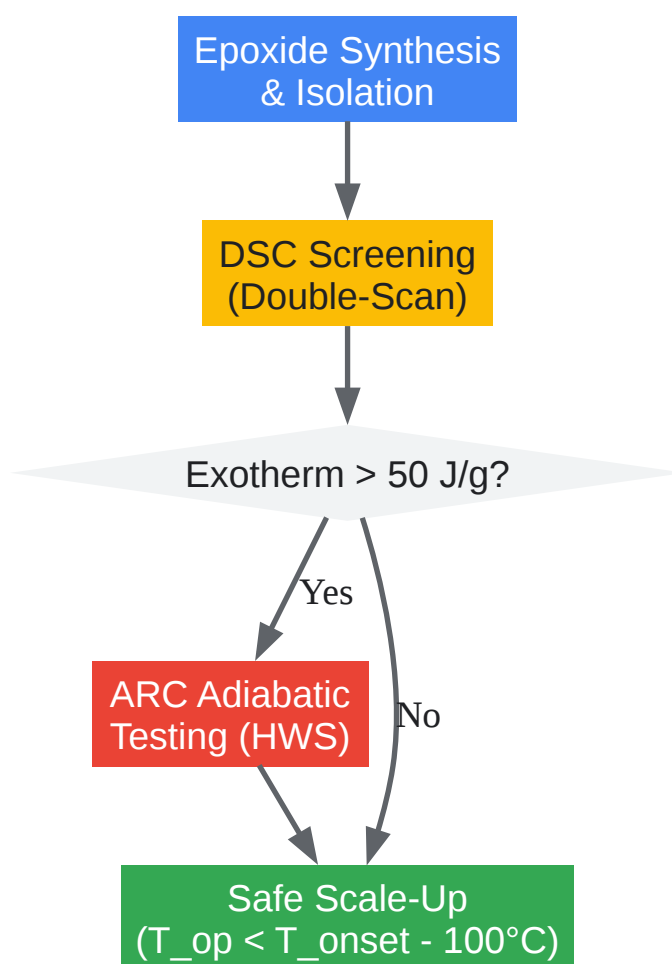 Epoxide Synthesis
& Isolation
DSC Screening
(Double-Scan)
Exotherm > 50 J/g?
Yes
ARC Adiabatic
Testing (HWS)
No
Safe Scale-Up
(T_op < T_onset - 100°C)